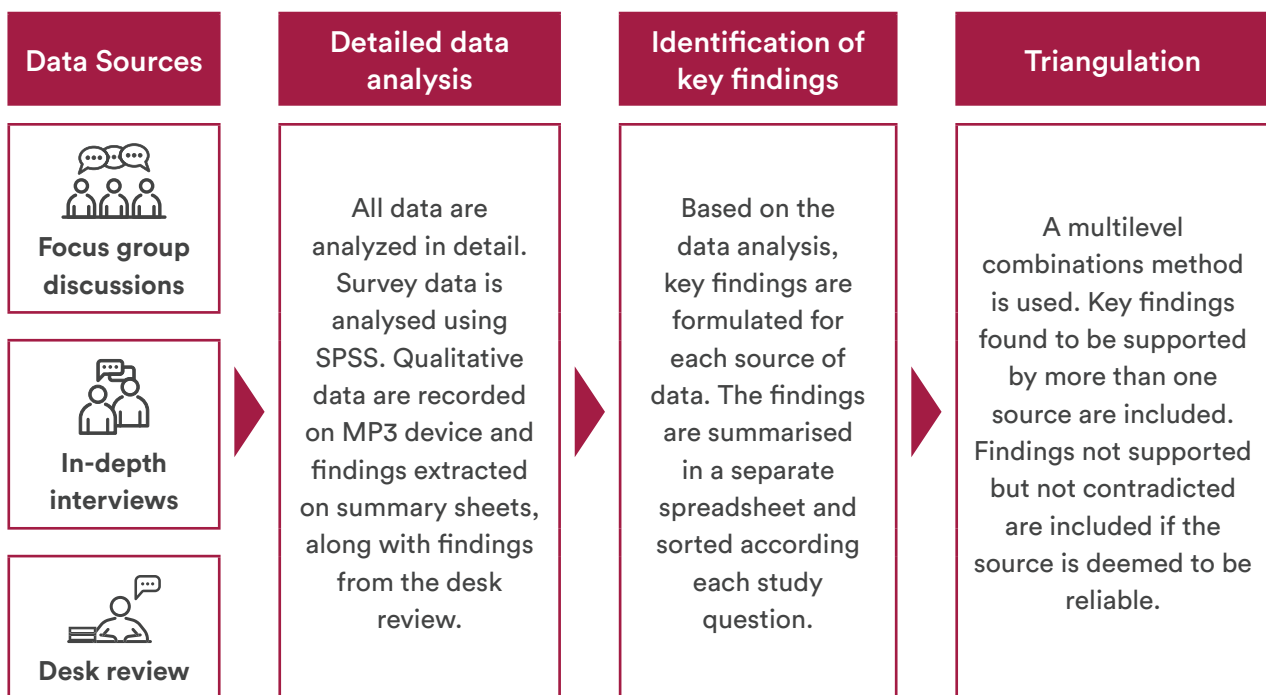 Data Sources
Focus group
discussions
In-depth
interviews
Desk review
Detailed data
analysis
All data are
analyzed in detail.
Survey data is
analysed using
SPSS. Qualitative
data are recorded
on MP3 device and
findings extracted
on summary sheets,
along with findings
from the desk
review.
Identification of
key findings
Based on the
data analysis,
key findings are
formulated for
each source of
data. The findings
are summarised
in a separate
spreadsheet and
sorted according
each study
question.
Triangulation
A multilevel
combinations method
is used. Key findings
found to be supported
by more than one
source are included.
Findings not supported
but not contradicted
are included if the
source is deemed to be
reliable.